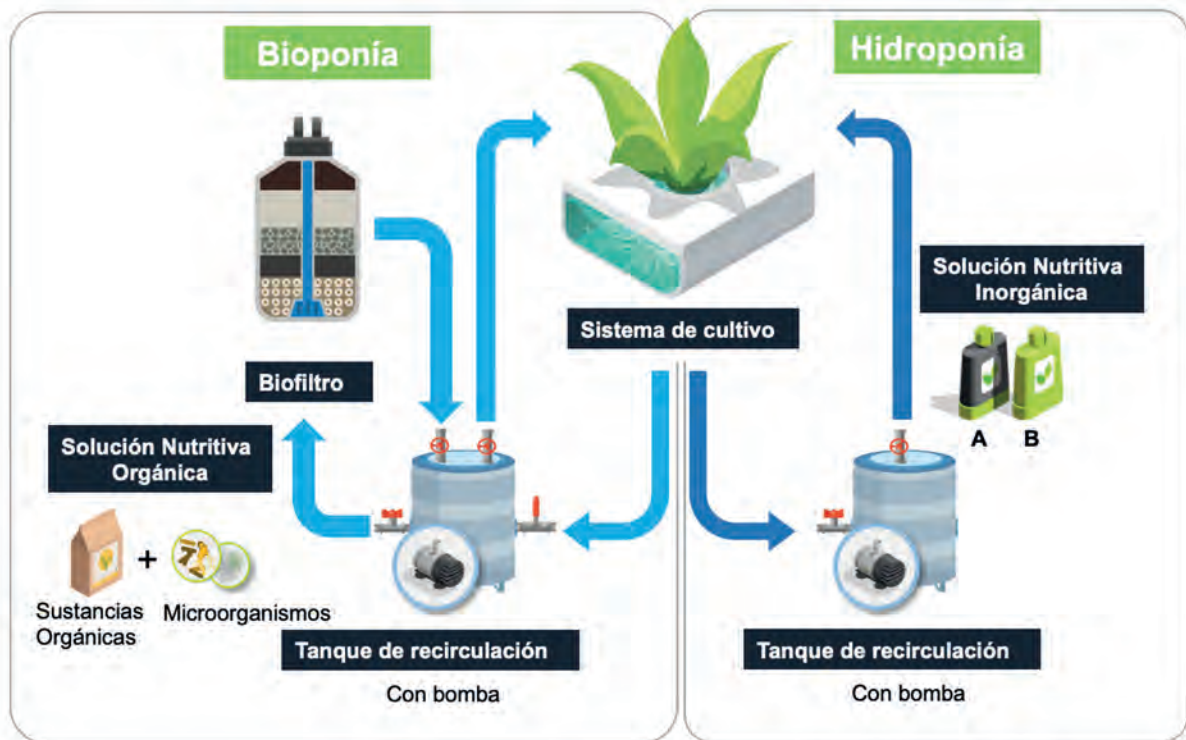 Bioponía
Hidroponía
Solución Nutritiva
Inorgánica
A B
Sistema de cultivo
Biofiltro
Solución Nutritiva
Orgánica
+
Sustancias
Orgánicas
Microorganismos
Tanque de recirculación
Con bomba
Tanque de recirculación
Con bomba